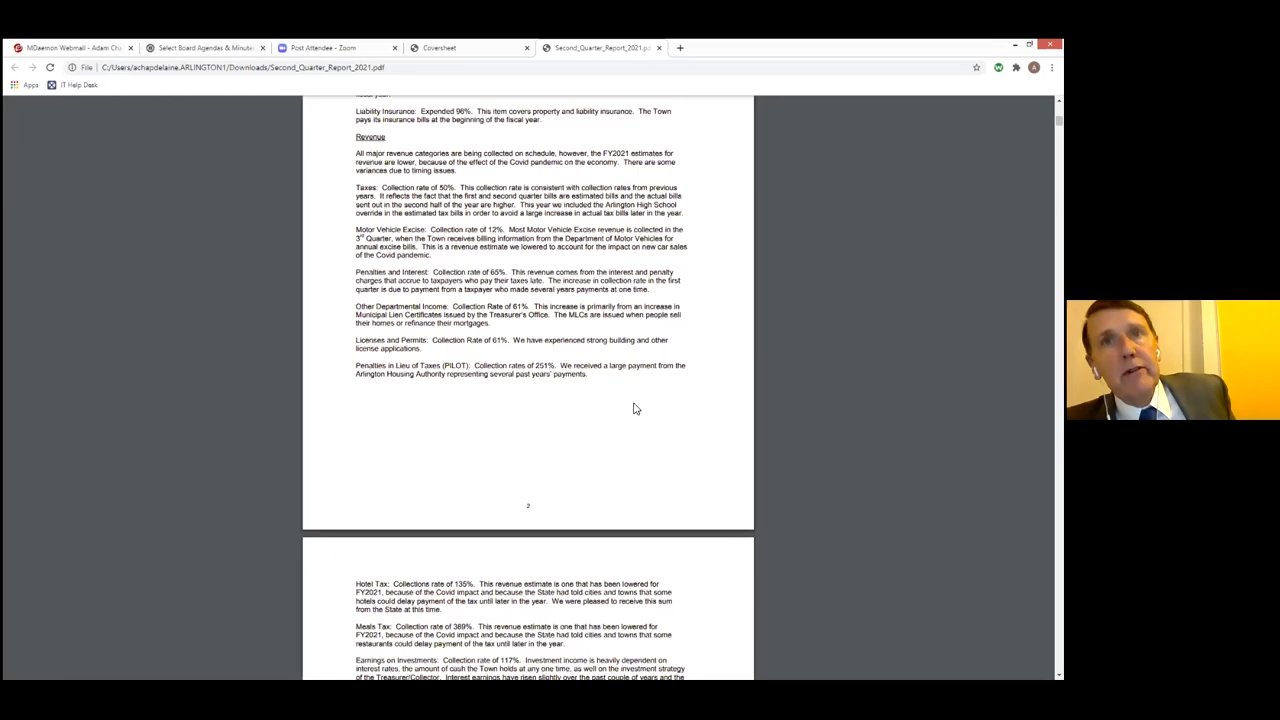 MDaemon Webmail - Adam Cha
Select Board Agendas & Minute
Post Attendee - Zoom
Coversheet
Second_Quarter_Report_2021.pd
File
C:/Users/achapdelaine.ARLINGTON1/Downloads/Second_Quarter_Report_2021.pdf
A
Apps
IT Help Desk
Liability Insurance: Expended 96%. This item covers property and liability insurance. The Town
pays its insurance bills at the beginning of the fiscal year.
Revenue
All major revenue categories are being collected on schedule, however, the FY2021 estimates for
revenue are lower, because of the effect of the Covid pandemic on the economy. There are some
variances due to timing issues.
Taxes: Collection rate of 50%. This collection rate is consistent with collection rates from previous
years. It reflects the fact that the first and second quarter bills are estimated bills and the actual bills
sent out in the second half of the year are higher. This year we included the Arlington High School
override in the estimated tax bills in order to avoid a large increase in actual tax bills later in the year.
Motor Vehicle Excise: Collection rate of 12%. Most Motor Vehicle Excise revenue is collected in the
3rd Quarter, when the Town receives billing information from the Department of Motor Vehicles for
annual excise bills. This is a revenue estimate we lowered to account for the impact on new car sales
of the Covid pandemic.
Penalties and Interest: Collection rate of 65%. This revenue comes from the interest and penalty
charges that accrue to taxpayers who pay their taxes late. The increase in collection rate in the first
quarter is due to payment from a taxpayer who made several years payments at one time.
Other Departmental Income: Collection Rate of 61%. This increase is primarily from an increase in
Municipal Lien Certificates issued by the Treasurer's Office. The MLCs are issued when people sell
their homes or refinance their mortgages.
Licenses and Permits: Collection Rate of 61%. We have experienced strong building and other
license applications.
Penalties in Lieu of Taxes (PILOT): Collection rates of 251%. We received a large payment from the
Arlington Housing Authority representing several past years' payments.
2
Hotel Tax: Collections rate of 135%. This revenue estimate is one that has been lowered for
FY2021, because of the Covid impact and because the State had told cities and towns that some
hotels could delay payment of the tax until later in the year. We were pleased to receive this sum
from the State at this time.
Meals Tax: Collection rate of 389%. This revenue estimate is one that has been lowered for
FY2021, because of the Covid impact and because the State had told cities and towns that some
restaurants could delay payment of the tax until later in the year.
Earnings on Investments: Collection rate of 117%. Investment income is heavily dependent on
interest rates, the amount of cash the Town holds at any one time, as well on the investment strategy
of the Treasurer/Collector. Interest earnings have risen slightly over the past couple of years and the